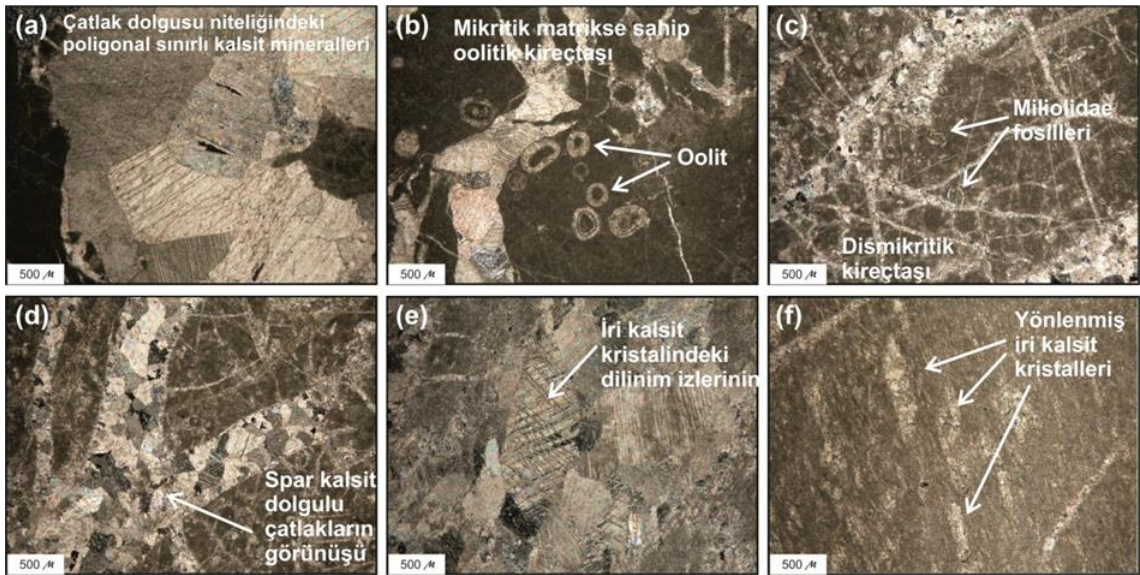 (a)
Çatlak dolgusu niteliğindeki
poligonal sınırlı kalsit mineralleri
500 M
(b)
Mikritik matrikse sahip
oolitik kireçtaşı
Oolit
500 M
(c)
Miliolidae
fosilleri
Dismikritik
kireçtaşı
500 M
(d)
Spar kalsit
dolgulu
çatlakların
görünüşü
500 M
(e)
İri kalsit
kristalindeki
dilinim izlerinin
500 M
(f)
Yönlenmiş
iri kalsit
kristalleri
500 M